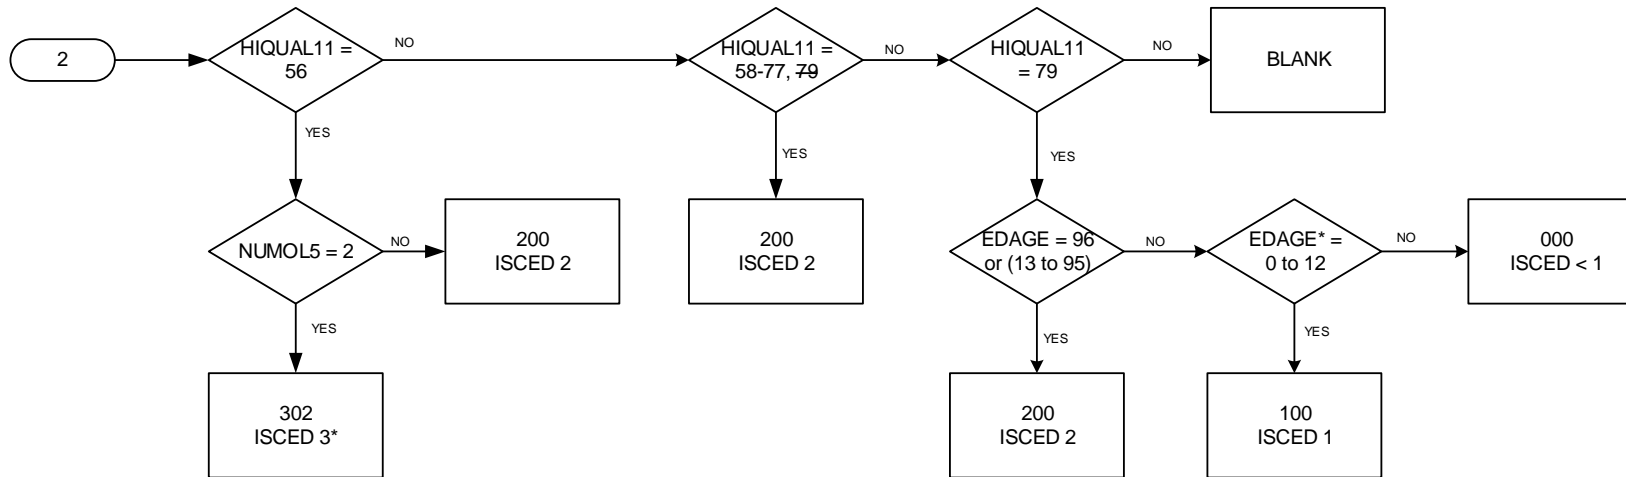 2
HIQUAL11 =
56
NO
HIQUAL11 =
58-77, 79
NO
HIQUAL11
= 79
NO
BLANK
YES
YES
YES
NUMOL5 = 2
NO
200
ISCED 2
200
ISCED 2
EDAGE = 96
or (13 to 95)
NO
EDAGE* =
0 to 12
NO
000
ISCED < 1
YES
YES
YES
302
ISCED 3*
200
ISCED 2
100
ISCED 1